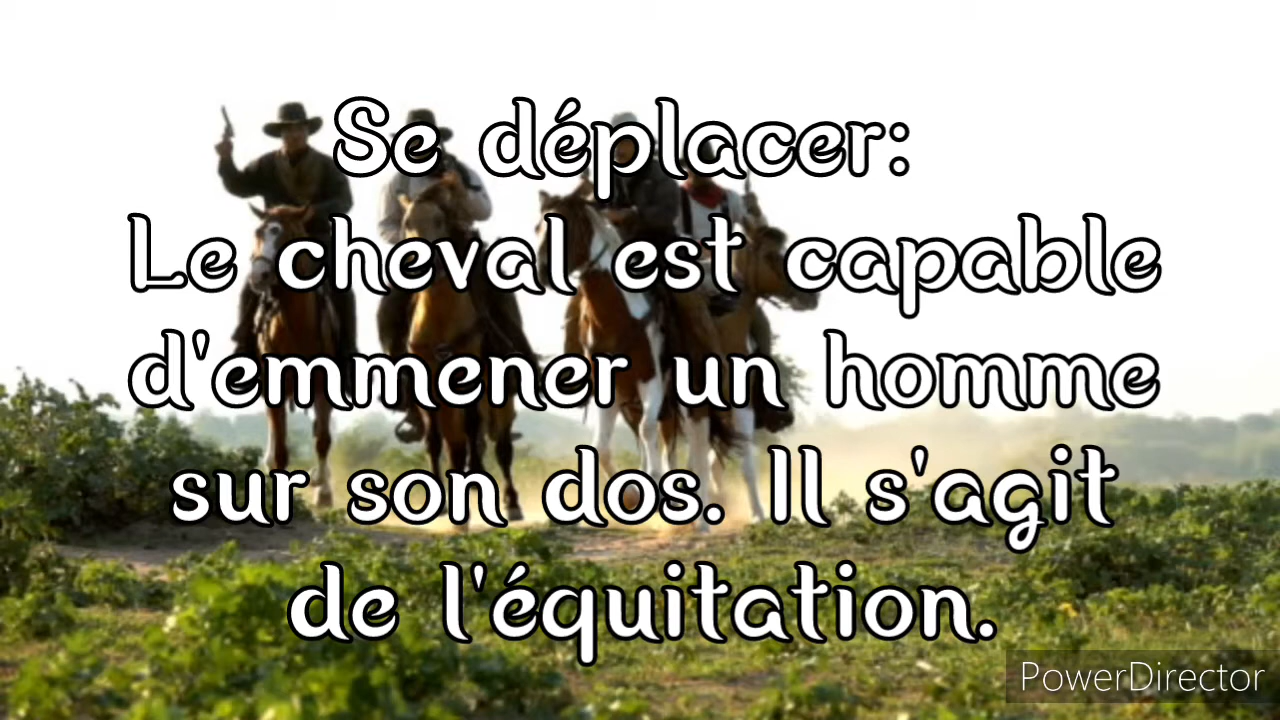 Se déplacer:
Le cheval est capable
d'emmener un homme
sur son dos. Il s'agit
de l'équitation.
PowerDirector